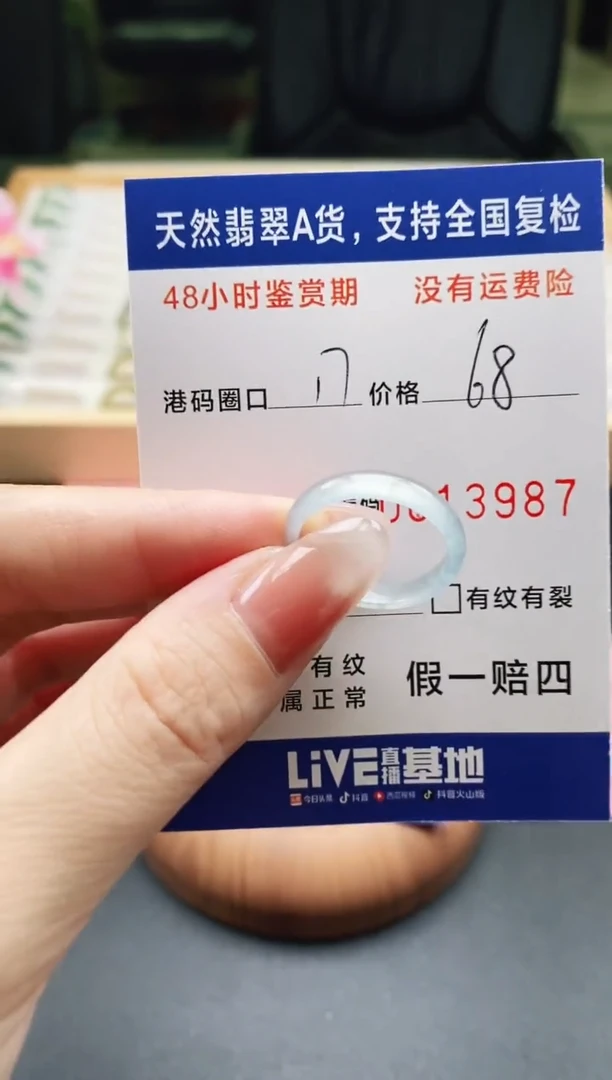 天然翡翠A货，支持全国复检
48小时鉴赏期 没有运费险
港码圈口 17 价格 68
13987
有纹有裂
有纹
属正常 假一赔四
LiVE直播基地
今日头条 抖音 西瓜视频 抖音火山版